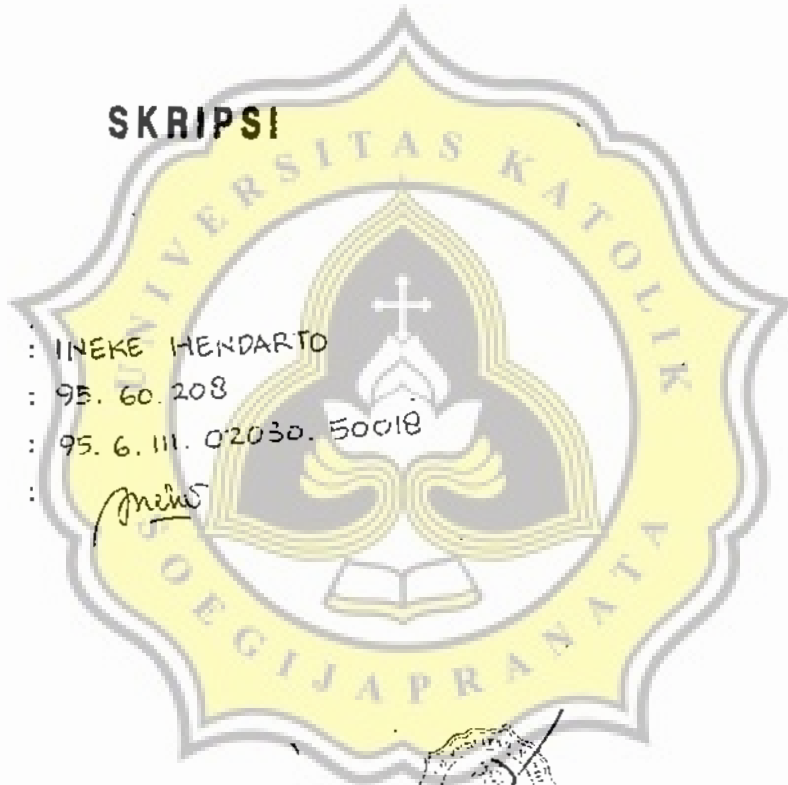 SKRIPSI
UNIVERSITAS KATOLIK
: INEKE HENDARTO
: 95. 60. 208
: 95. 6. 111. 02030. 50018
:
SOEGIJAPRANATA